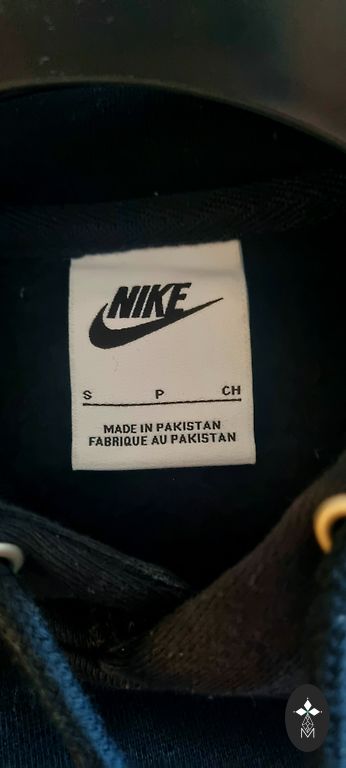 NIKE
S P CH
MADE IN PAKISTAN
FABRIQUE AU PAKISTAN
M